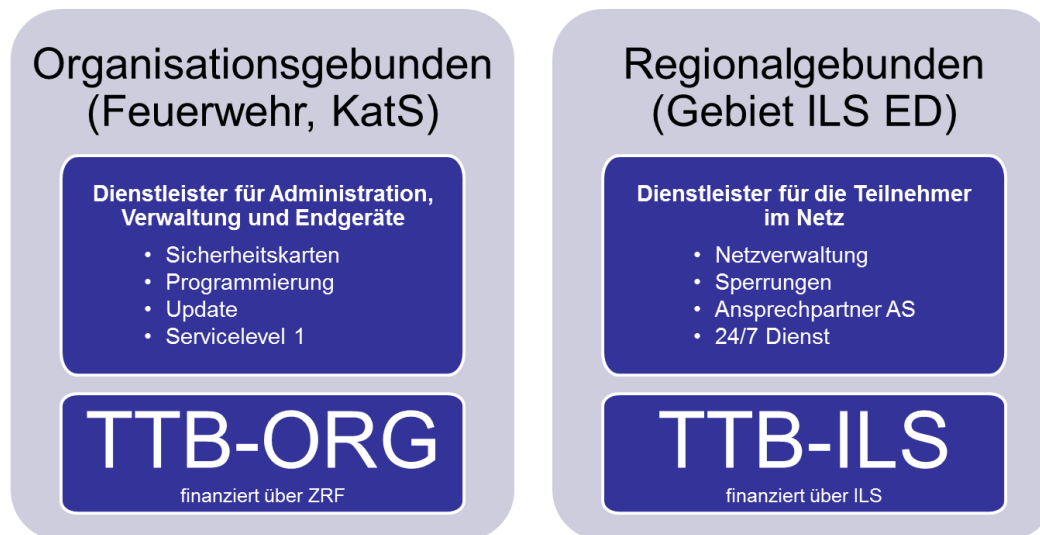 Organisationsgebunden
(Feuerwehr, KatS)
Dienstleister für Administration,
Verwaltung und Endgeräte
• Sicherheitskarten
• Programmierung
• Update
• Servicelevel 1
TTB-ORG
finanziert über ZRF
Regionalgebunden
(Gebiet ILS ED)
Dienstleister für die Teilnehmer
im Netz
• Netzverwaltung
• Sperrungen
• Ansprechpartner AS
• 24/7 Dienst
TTB-ILS
finanziert über ILS